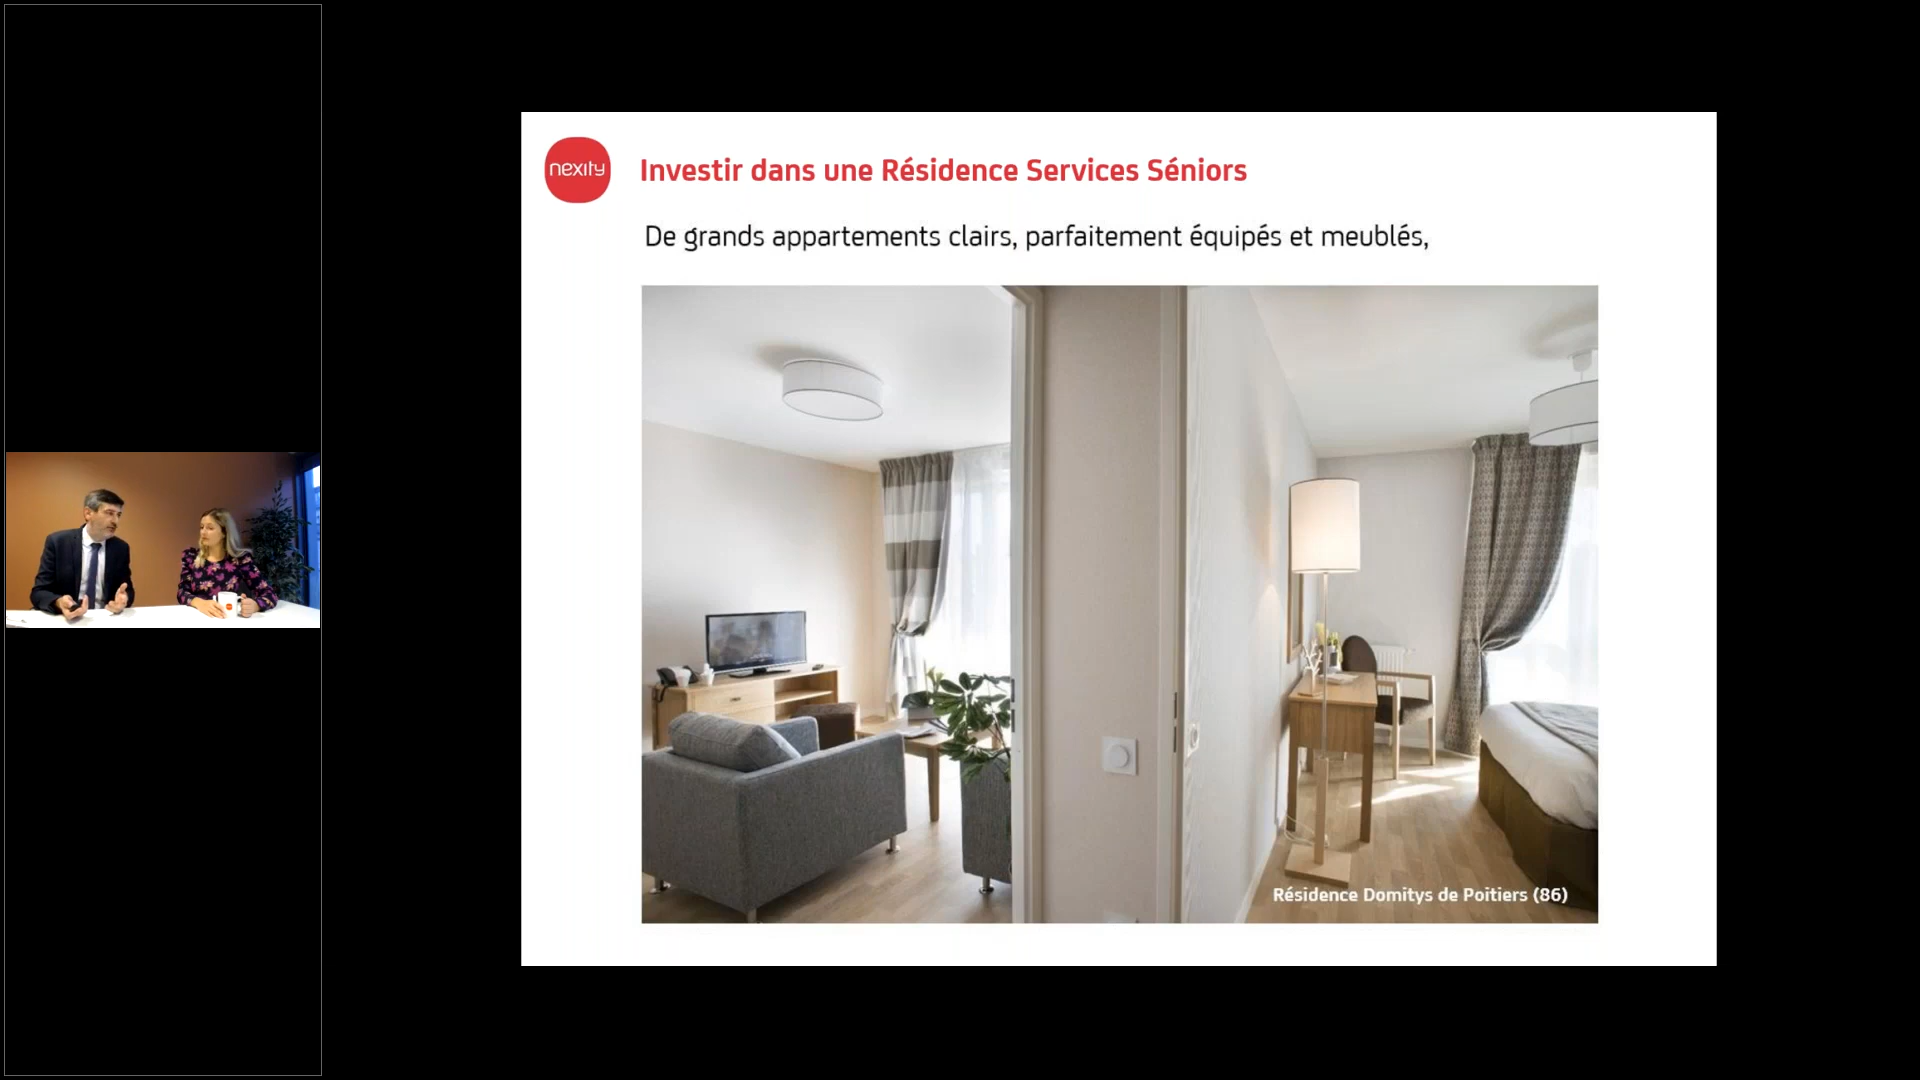 nexity
Investir dans une Résidence Services Séniors
De grands appartements clairs, parfaitement équipés et meublés,
Résidence Domitys de Poitiers (86)